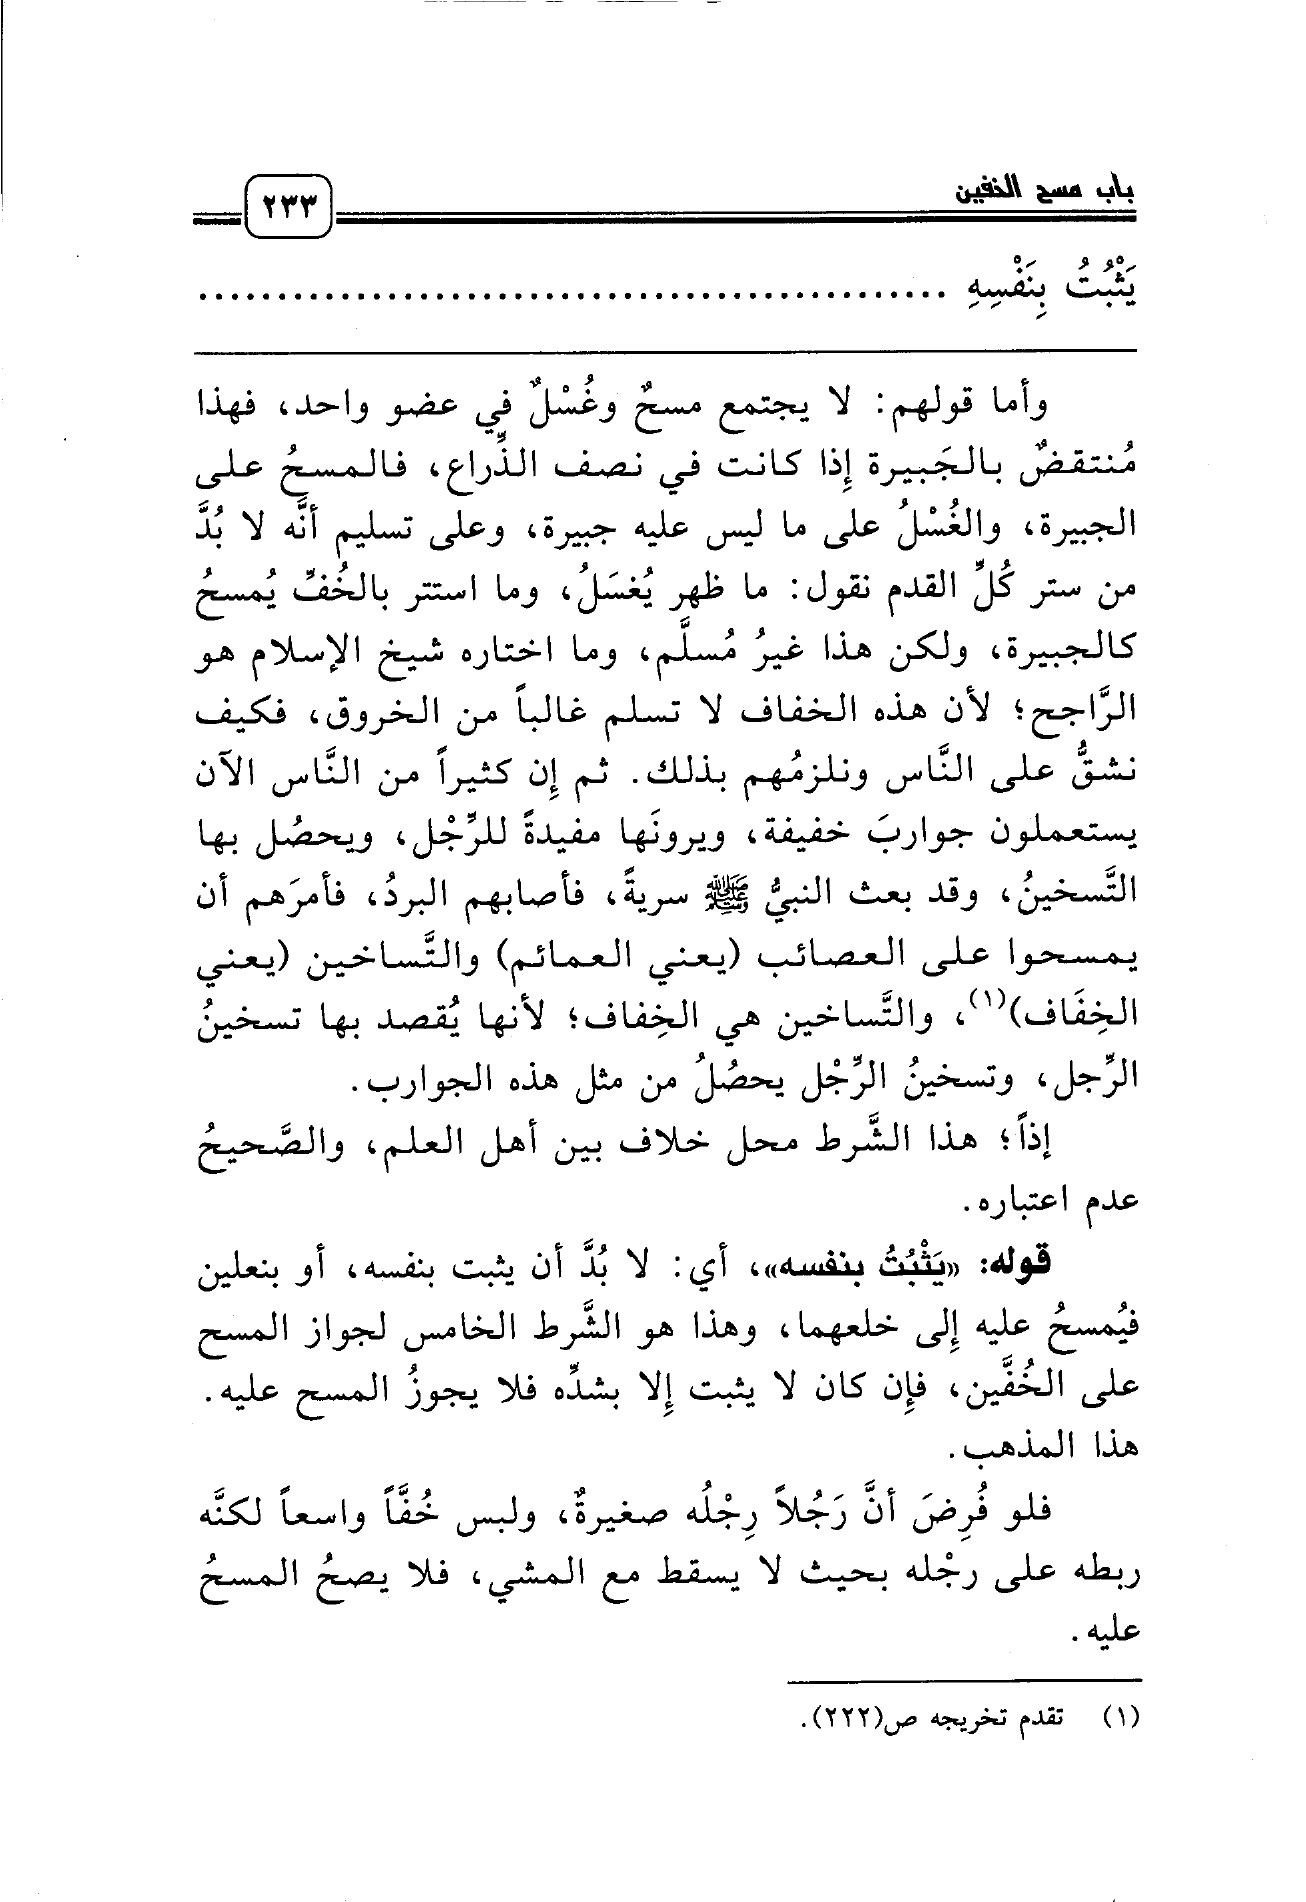 باب مسح الخفين
٢٣٣
يَثْبُتُ بِنَفْسِهِ ................................................
وأما قولهم: لا يجتمع مسحٌ وغُسْلٌ في عضو واحد، فهذا
مُنتقضٌ بالجَبيرة إِذا كانت في نصف الذِّراع، فالمسحُ على
الجبيرة، والغُسْلُ على ما ليس عليه جبيرة، وعلى تسليم أنَّه لا بُدَّ
من ستر كُلِّ القدم نقول: ما ظهر يُغسَلُ، وما استتر بالخُفِّ يُمسحُ
كالجبيرة، ولكن هذا غيرُ مُسلَّم، وما اختاره شيخ الإسلام هو
الرَّاجح؛ لأن هذه الخفاف لا تسلم غالباً من الخروق، فكيف
نشقُّ على النَّاس ونلزمُهم بذلك. ثم إِن كثيراً من النَّاس الآن
يستعملون جواربَ خفيفة، ويرونَها مفيدةً للرِّجْل، ويحصُل بها
التَّسخينُ، وقد بعث النبيُّ ﷺ سريةً، فأصابهم البردُ، فأمرَهم أن
يمسحوا على العصائب (يعني العمائم) والتَّساخين (يعني
الخِفَاف)(١)، والتَّساخين هي الخِفاف؛ لأنها يُقصد بها تسخينُ
الرِّجل، وتسخينُ الرِّجْل يحصُلُ من مثل هذه الجوارب.
إذاً؛ هذا الشَّرط محل خلاف بين أهل العلم، والصَّحيحُ
عدم اعتباره.
قوله: «يَثْبُتُ بنفسه»، أي: لا بُدَّ أن يثبت بنفسه، أو بنعلين
فيُمسحُ عليه إِلى خلعهما، وهذا هو الشَّرط الخامس لجواز المسح
على الخُفَّين، فإِن كان لا يثبت إِلا بشدِّه فلا يجوزُ المسح عليه.
هذا المذهب.
فلو فُرِضَ أنَّ رَجُلاً رِجْلُه صغيرةٌ، ولبس خُفَّاً واسعاً لكنَّه
ربطه على رجْله بحيث لا يسقط مع المشي، فلا يصحُ المسحُ
عليه.
(١) تقدم تخريجه ص(٢٢٢).